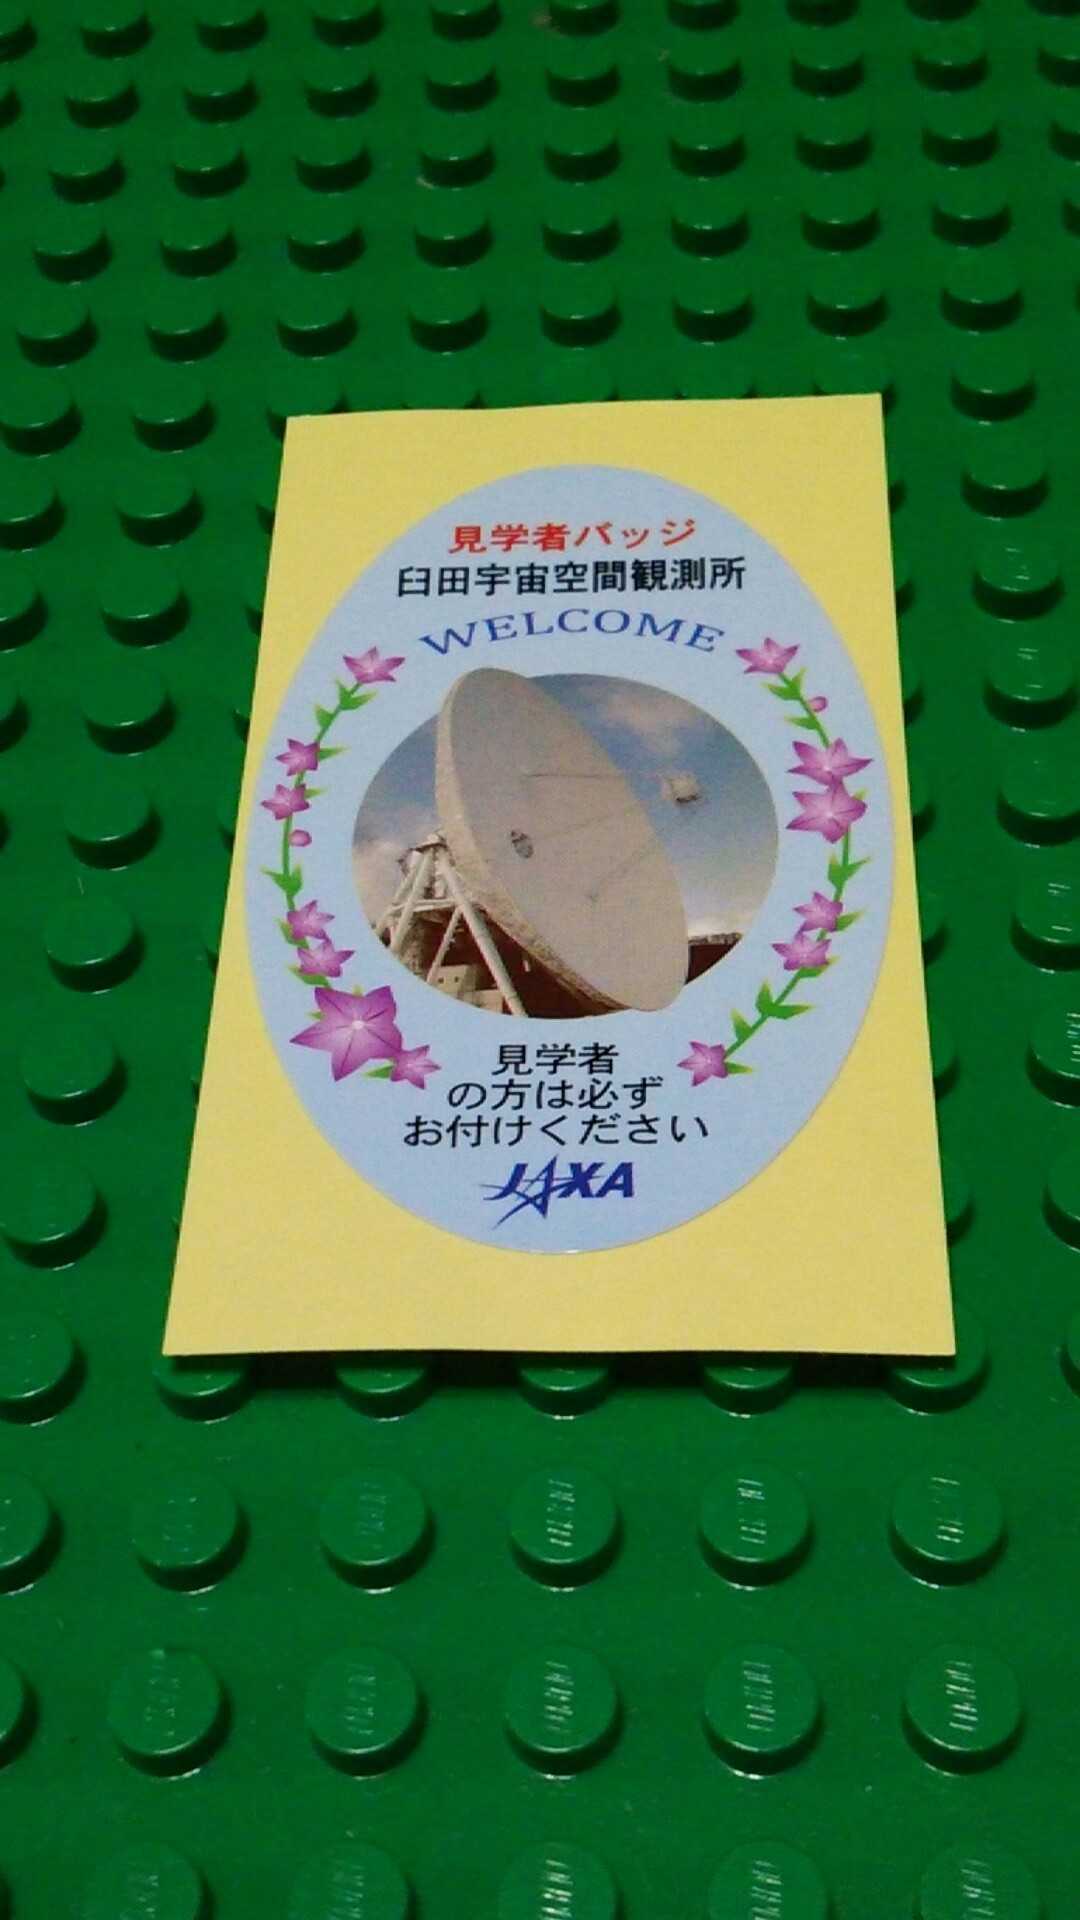 見学者バッジ
臼田宇宙空間観測所
WELCOME
見学者
の方は必ず
お付けください
JAXA